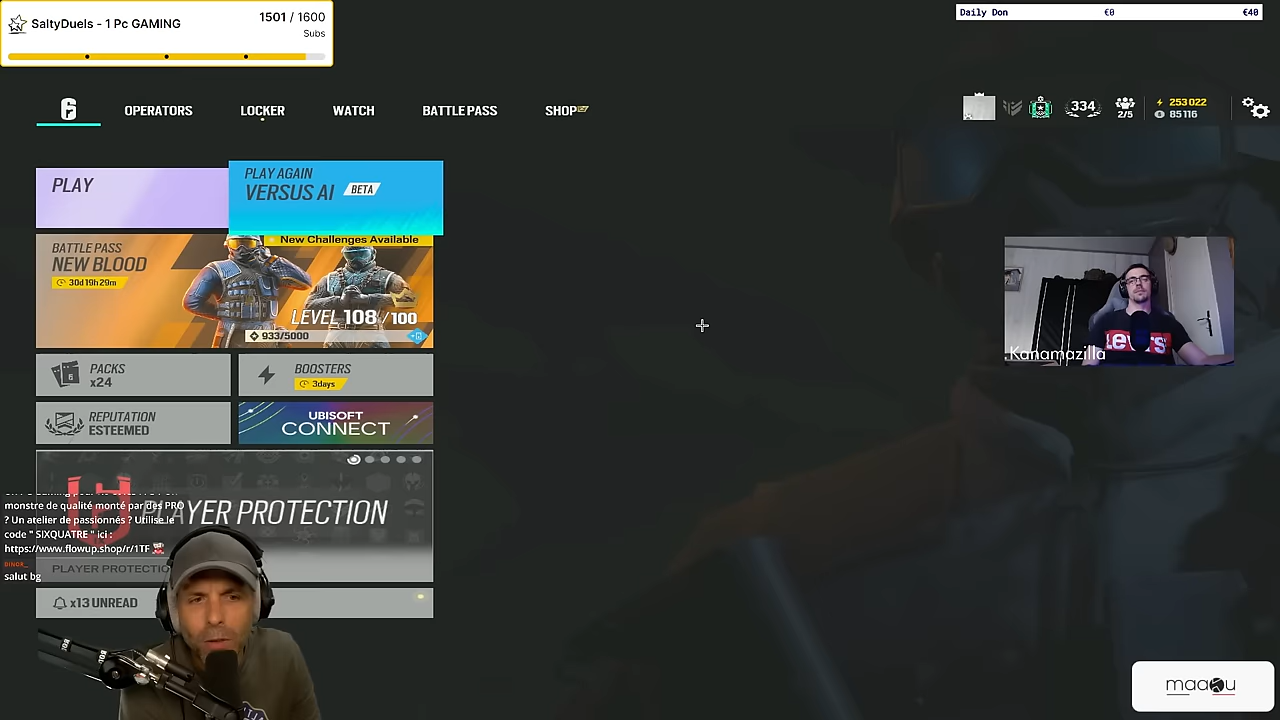 SaltyDuels - 1 Pc GAMING
1501 / 1600
Subs
Daily Don €0 €40
OPERATORS
LOCKER
WATCH
BATTLE PASS
SHOP
334
2/5
253 022
85 116
PLAY
PLAY AGAIN
VERSUS AI BETA
BATTLE PASS
NEW BLOOD
30d 19h 29m
New Challenges Available
LEVEL 108 / 100
933/5000
PACKS
x24
BOOSTERS
3days
REPUTATION
ESTEEMED
UBISOFT
CONNECT
PLAYER PROTECTION
monstre de qualité monté par des PRO
? Un atelier de passionnés ? Utilise le
code " SIXQUATRE " ici :
https://www.flowup.shop/r/1TF
salut bg
PLAYER PROTECTIO
x13 UNREAD
Levi's
Kanamazilla
maaku